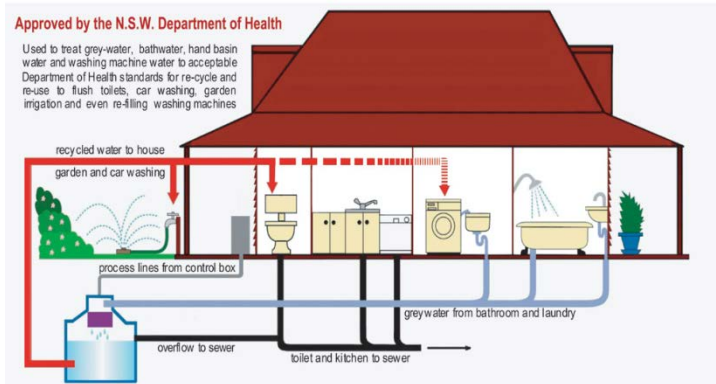 Approved by the N.S.W. Department of Health
Used to treat grey-water, bathwater, hand basin
water and washing machine water to acceptable
Department of Health standards for re-cycle and
re-use to flush toilets, car washing, garden
irrigation and even re-filling washing machines
recycled water to house
garden and car washing
process lines from control box
greywater from bathroom and laundry
overflow to sewer
toilet and kitchen to sewer